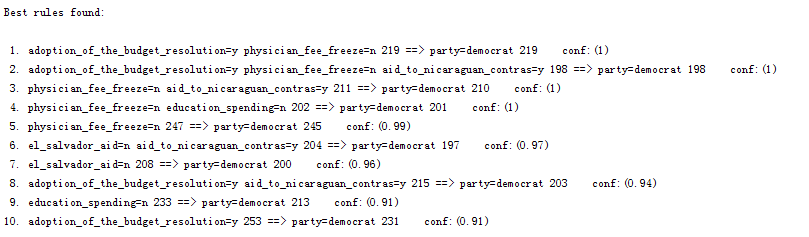 Best rules found:
1. adoption_of_the_budget_resolution=y physician_fee_freeze=n 219 ==> party=democrat 219 conf:(1)
2. adoption_of_the_budget_resolution=y physician_fee_freeze=n aid_to_nicaraguan_contras=y 198 ==> party=democrat 198 conf:(1)
3. physician_fee_freeze=n aid_to_nicaraguan_contras=y 211 ==> party=democrat 210 conf:(1)
4. physician_fee_freeze=n education_spending=n 202 ==> party=democrat 201 conf:(1)
5. physician_fee_freeze=n 247 ==> party=democrat 245 conf:(0.99)
6. el_salvador_aid=n aid_to_nicaraguan_contras=y 204 ==> party=democrat 197 conf:(0.97)
7. el_salvador_aid=n 208 ==> party=democrat 200 conf:(0.96)
8. adoption_of_the_budget_resolution=y aid_to_nicaraguan_contras=y 215 ==> party=democrat 203 conf:(0.94)
9. education_spending=n 233 ==> party=democrat 213 conf:(0.91)
10. adoption_of_the_budget_resolution=y 253 ==> party=democrat 231 conf:(0.91)